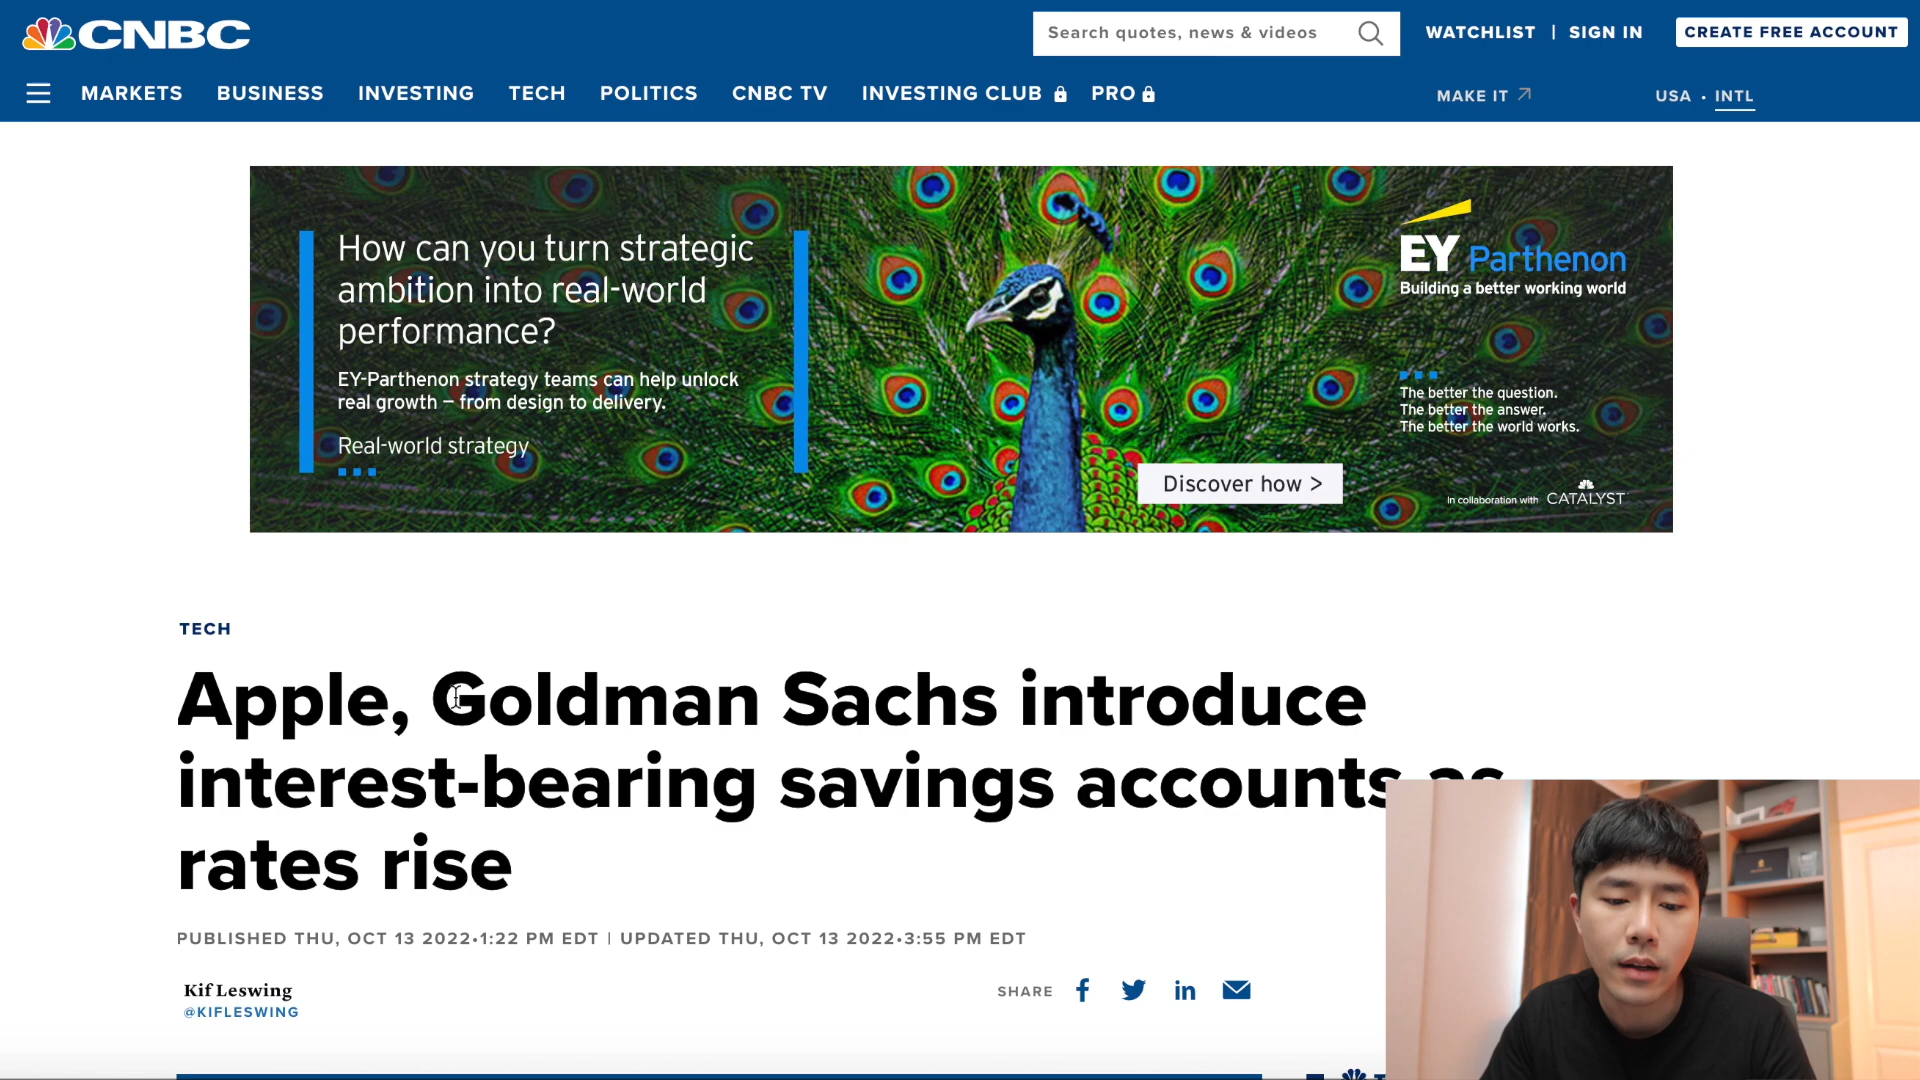 CNBC
Search quotes, news & videos
WATCHLIST | SIGN IN
CREATE FREE ACCOUNT
MARKETS BUSINESS INVESTING TECH POLITICS CNBC TV INVESTING CLUB PRO
MAKE IT
USA • INTL
How can you turn strategic
ambition into real-world
performance?
EY-Parthenon strategy teams can help unlock
real growth – from design to delivery.
Real-world strategy
Discover how >
EY Parthenon
Building a better working world
The better the question.
The better the answer.
The better the world works.
In collaboration with CATALYST
TECH
Apple, Goldman Sachs introduce
interest-bearing savings accounts as
rates rise
PUBLISHED THU, OCT 13 2022•1:22 PM EDT | UPDATED THU, OCT 13 2022•3:55 PM EDT
Kif Leswing
@KIFLESWING
SHARE